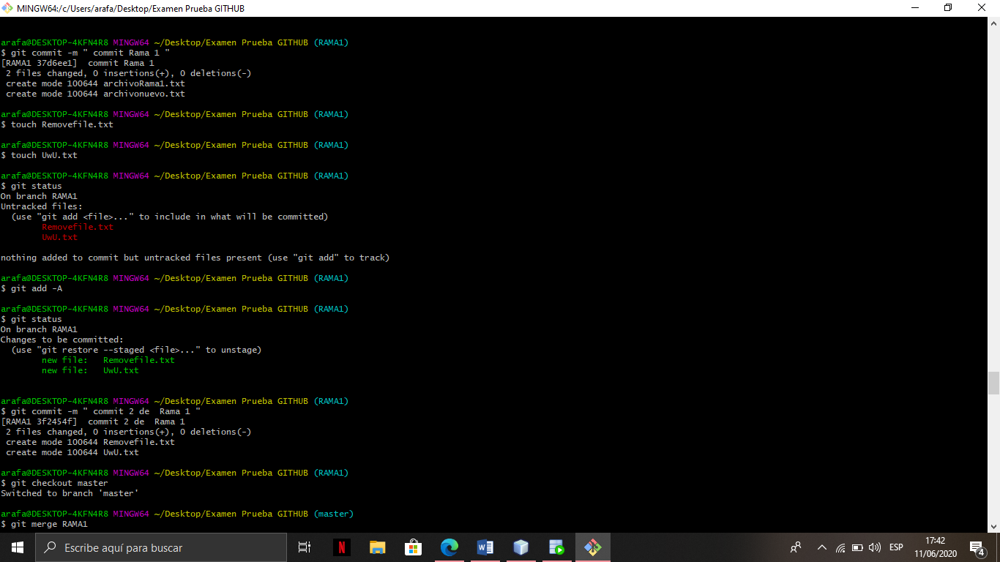 MINGW64:/c/Users/arafa/Desktop/Examen Prueba GITHUB
arafa@DESKTOP-4KFN4R8 MINGW64 ~/Desktop/Examen Prueba GITHUB (RAMA1)
$ git commit -m " commit Rama 1 "
[RAMA1 37d6ee1]  commit Rama 1
 2 files changed, 0 insertions(+), 0 deletions(-)
 create mode 100644 archivoRama1.txt
 create mode 100644 archivonuevo.txt
arafa@DESKTOP-4KFN4R8 MINGW64 ~/Desktop/Examen Prueba GITHUB (RAMA1)
$ touch Removefile.txt
arafa@DESKTOP-4KFN4R8 MINGW64 ~/Desktop/Examen Prueba GITHUB (RAMA1)
$ touch UwU.txt
arafa@DESKTOP-4KFN4R8 MINGW64 ~/Desktop/Examen Prueba GITHUB (RAMA1)
$ git status
On branch RAMA1
Untracked files:
  (use "git add <file>..." to include in what will be committed)
        Removefile.txt
        UwU.txt
nothing added to commit but untracked files present (use "git add" to track)
arafa@DESKTOP-4KFN4R8 MINGW64 ~/Desktop/Examen Prueba GITHUB (RAMA1)
$ git add -A
arafa@DESKTOP-4KFN4R8 MINGW64 ~/Desktop/Examen Prueba GITHUB (RAMA1)
$ git status
On branch RAMA1
Changes to be committed:
  (use "git restore --staged <file>..." to unstage)
        new file:   Removefile.txt
        new file:   UwU.txt
arafa@DESKTOP-4KFN4R8 MINGW64 ~/Desktop/Examen Prueba GITHUB (RAMA1)
$ git commit -m " commit 2 de  Rama 1 "
[RAMA1 3f2454f]  commit 2 de  Rama 1
 2 files changed, 0 insertions(+), 0 deletions(-)
 create mode 100644 Removefile.txt
 create mode 100644 UwU.txt
arafa@DESKTOP-4KFN4R8 MINGW64 ~/Desktop/Examen Prueba GITHUB (RAMA1)
$ git checkout master
Switched to branch 'master'
arafa@DESKTOP-4KFN4R8 MINGW64 ~/Desktop/Examen Prueba GITHUB (master)
$ git merge RAMA1
Escribe aquí para buscar
N
W
ESP
17:42
11/06/2020
4